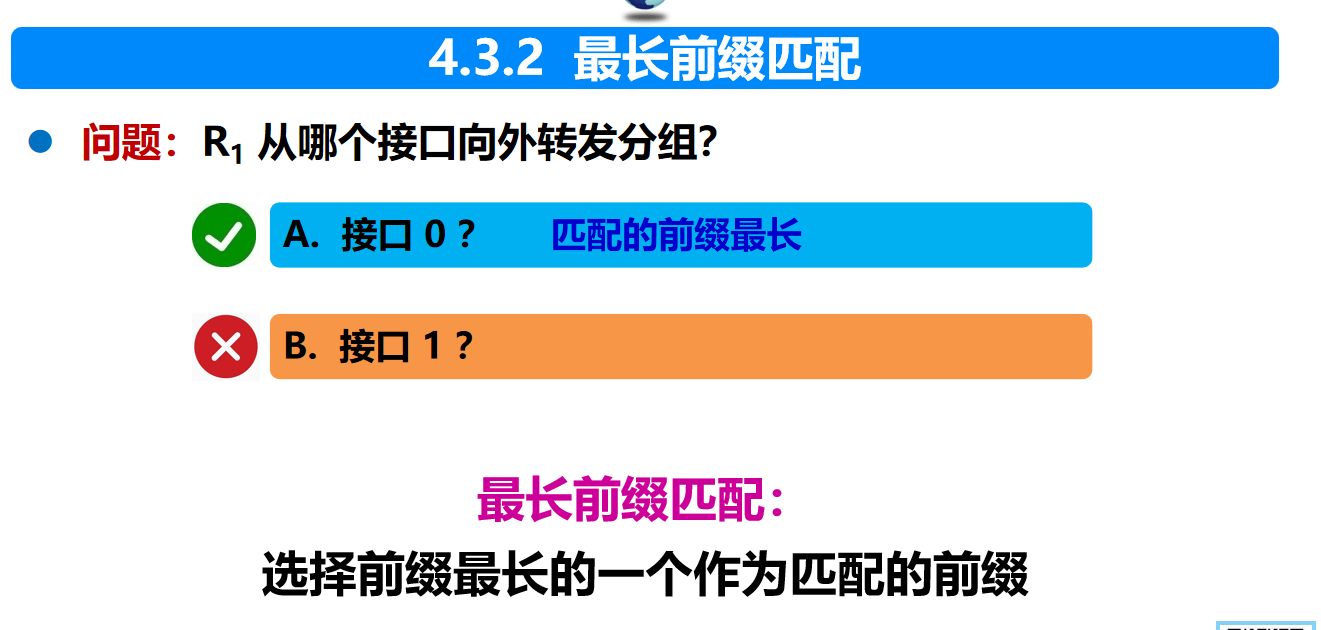 4.3.2 最长前缀匹配
问题：R₁ 从哪个接口向外转发分组？
A. 接口 0？ 匹配的前缀最长
B. 接口 1？
最长前缀匹配：
选择前缀最长的一个作为匹配的前缀